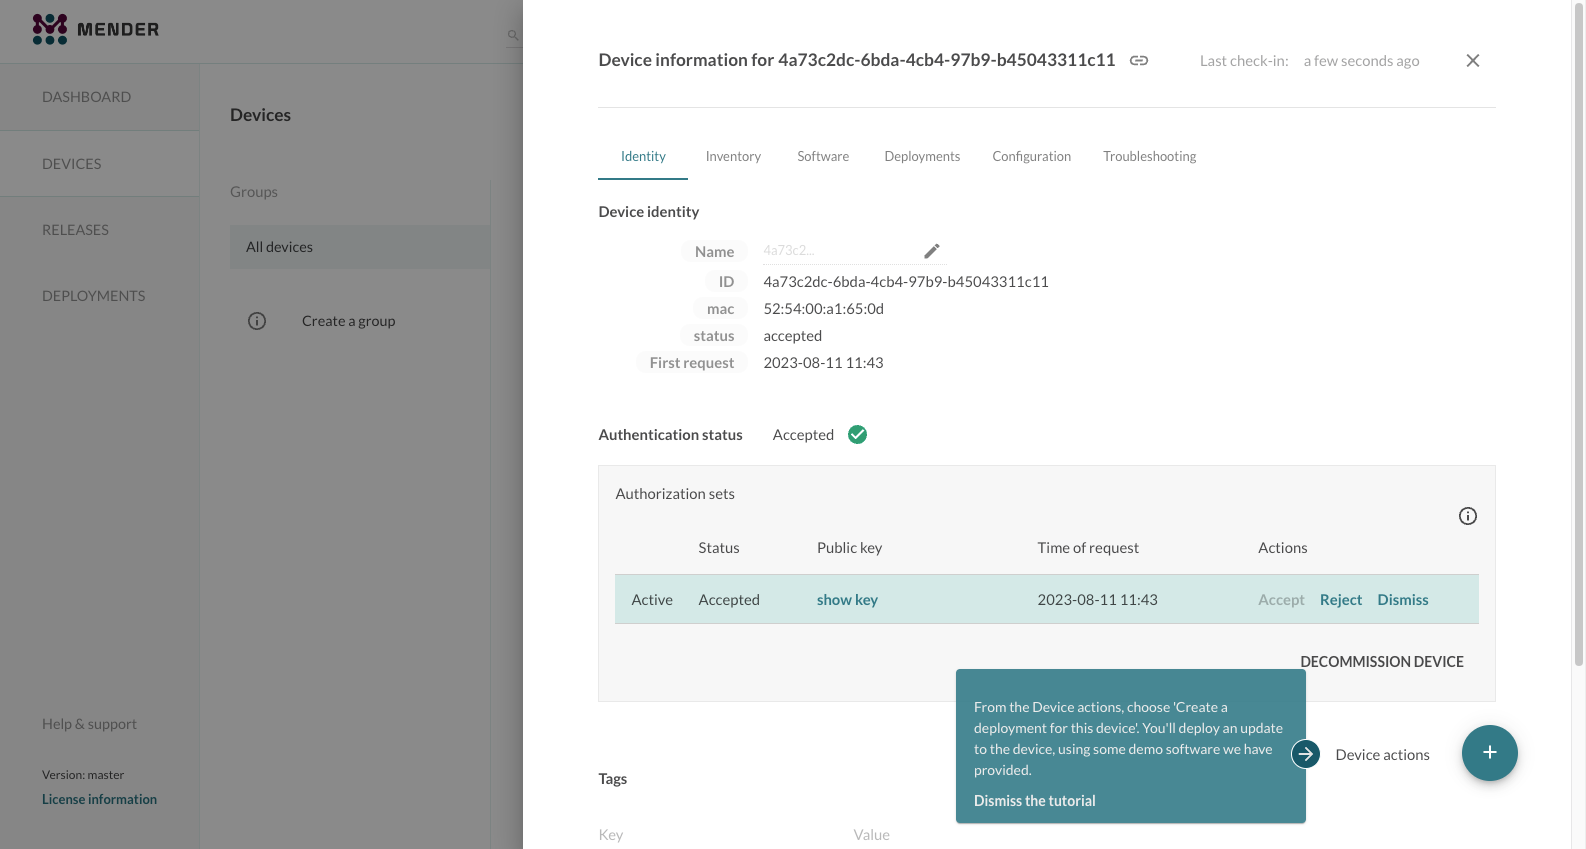 MENDER
DASHBOARD
DEVICES
RELEASES
DEPLOYMENTS
Help & support
Version: master
License information
Devices
Groups
All devices
Create a group
Device information for 4a73c2dc-6bda-4cb4-97b9-b45043311c11
Last check-in: a few seconds ago
Identity Inventory Software Deployments Configuration Troubleshooting
Device identity
Name 4a73c2...
ID 4a73c2dc-6bda-4cb4-97b9-b45043311c11
mac 52:54:00:a1:65:0d
status accepted
First request 2023-08-11 11:43
Authentication status Accepted
Authorization sets
Status Public key Time of request Actions
Active Accepted show key 2023-08-11 11:43 Accept Reject Dismiss
DECOMMISSION DEVICE
From the Device actions, choose 'Create a
deployment for this device'. You'll deploy an update
to the device, using some demo software we have
provided.
Dismiss the tutorial
Device actions
Tags
Key Value